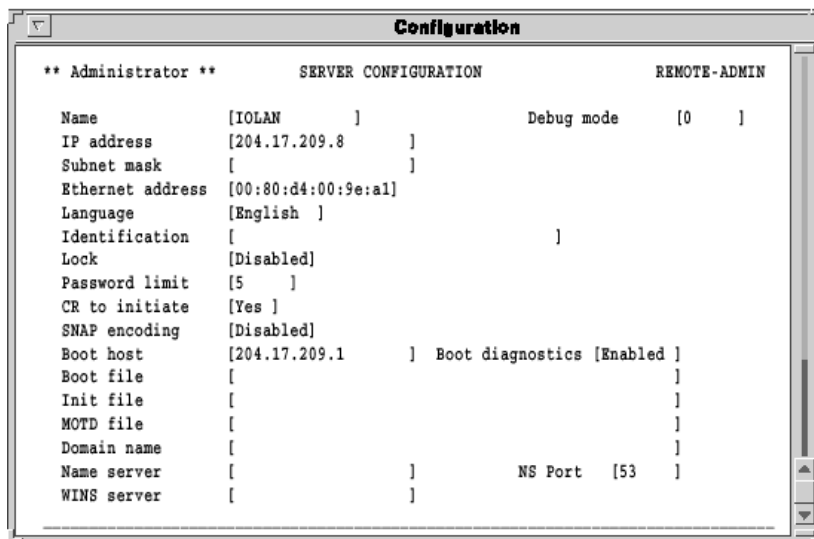 Configuration
** Administrator ** SERVER CONFIGURATION REMOTE-ADMIN
Name [IOLAN ] Debug mode [0 ]
IP address [204.17.209.8 ]
Subnet mask [ ]
Ethernet address [00:80:d4:00:9e:a1]
Language [English ]
Identification [ ]
Lock [Disabled]
Password limit [5 ]
CR to initiate [Yes ]
SNAP encoding [Disabled]
Boot host [204.17.209.1 ] Boot diagnostics [Enabled ]
Boot file [ ]
Init file [ ]
MOTD file [ ]
Domain name [ ]
Name server [ ] NS Port [53 ]
WINS server [ ]